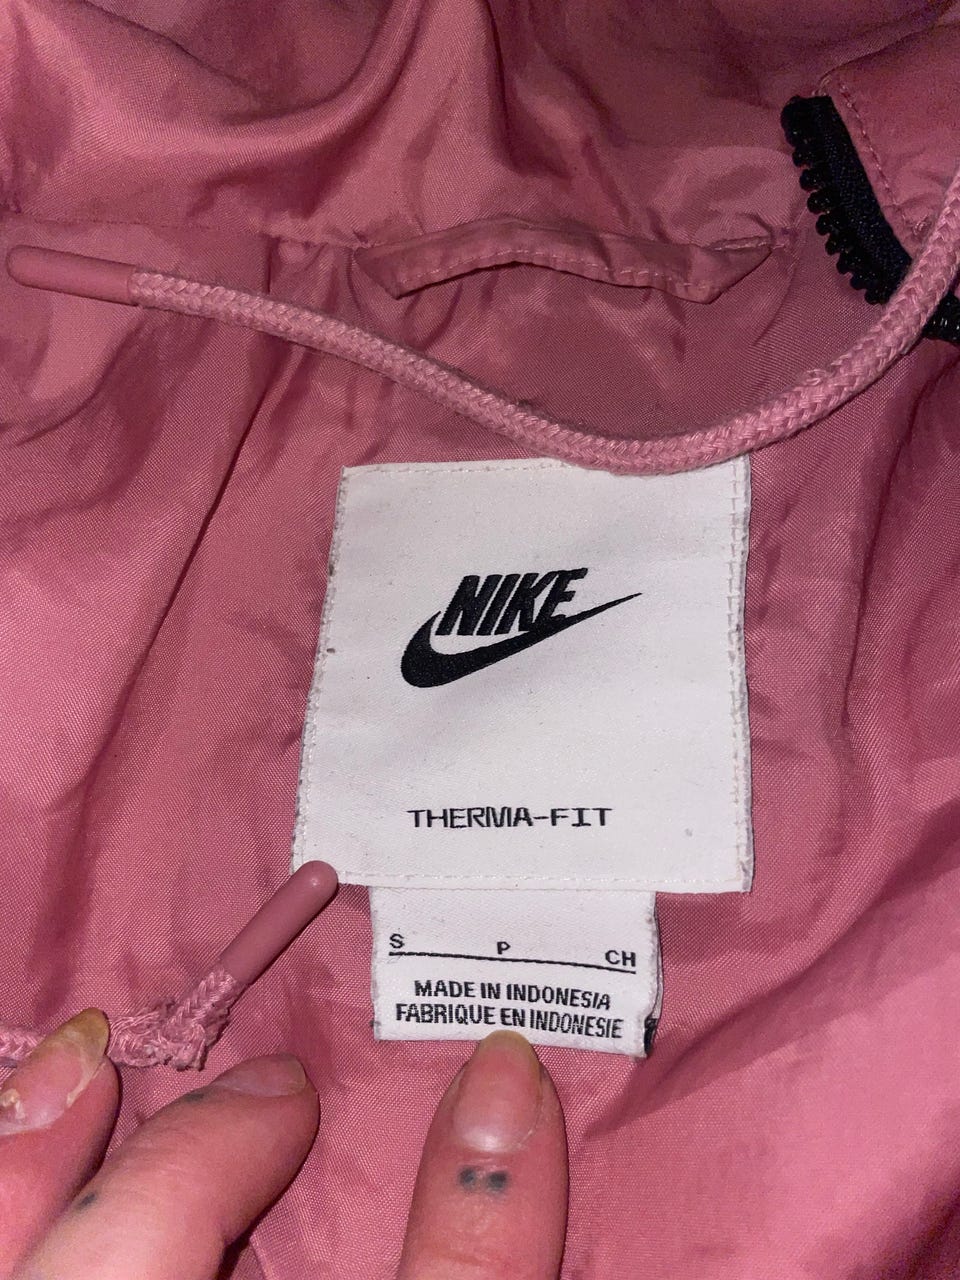 NIKE
THERMA-FIT
S P CH
MADE IN INDONESIA
FABRIQUE EN INDONESIE